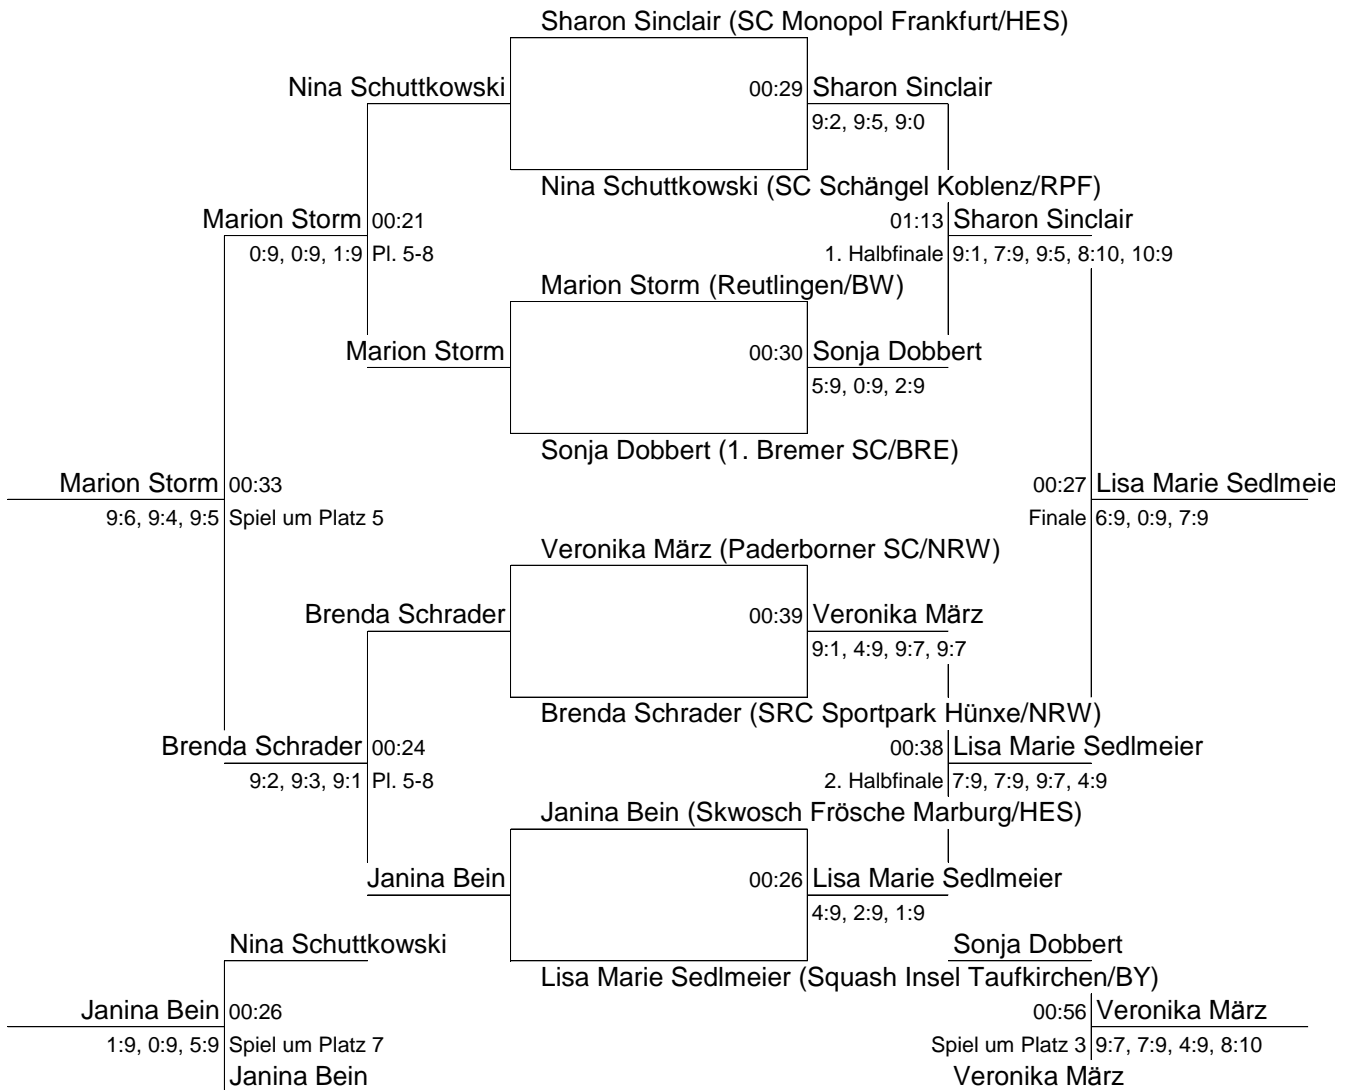 Sharon Sinclair (SC Monopol Frankfurt/HES)
Nina Schuttkowski 00:29 Sharon Sinclair
9:2, 9:5, 9:0
Nina Schuttkowski (SC Schängel Koblenz/RPF)
Marion Storm 00:21 01:13 Sharon Sinclair
0:9, 0:9, 1:9 Pl. 5-8 1. Halbfinale 9:1, 7:9, 9:5, 8:10, 10:9
Marion Storm (Reutlingen/BW)
Marion Storm 00:30 Sonja Dobbert
5:9, 0:9, 2:9
Sonja Dobbert (1. Bremer SC/BRE)
Marion Storm 00:33 00:27 Lisa Marie Sedlmeie
9:6, 9:4, 9:5 Spiel um Platz 5 Finale 6:9, 0:9, 7:9
Veronika März (Paderborner SC/NRW)
Brenda Schrader 00:39 Veronika März
9:1, 4:9, 9:7, 9:7
Brenda Schrader (SRC Sportpark Hünxe/NRW)
Brenda Schrader 00:24 00:38 Lisa Marie Sedlmeier
9:2, 9:3, 9:1 Pl. 5-8 2. Halbfinale 7:9, 7:9, 9:7, 4:9
Janina Bein (Skwosch Frösche Marburg/HES)
Janina Bein 00:26 Lisa Marie Sedlmeier
4:9, 2:9, 1:9
Nina Schuttkowski Sonja Dobbert
Lisa Marie Sedlmeier (Squash Insel Taufkirchen/BY)
Janina Bein 00:26 00:56 Veronika März
1:9, 0:9, 5:9 Spiel um Platz 7 Spiel um Platz 3 9:7, 7:9, 4:9, 8:10
Janina Bein Veronika März